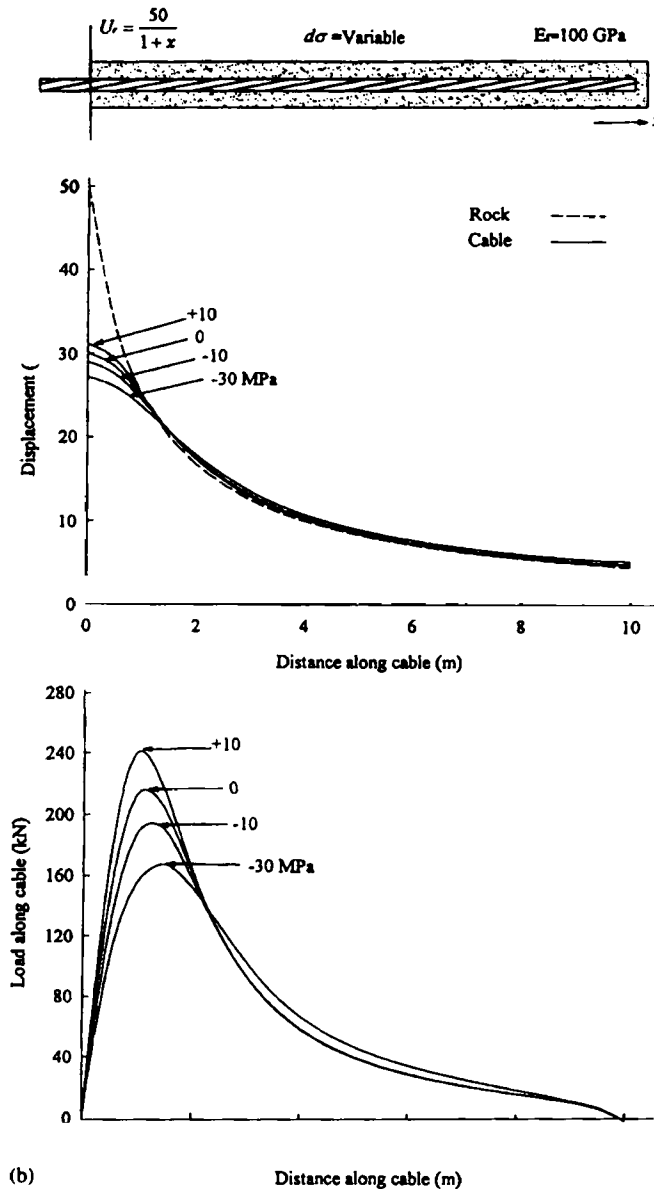 U_r = 50 / 1 + x
dσ =Variable
E_r=100 GPa
50
40
30
20
10
0
Displacement (
Rock
Cable
+10
0
-10
-30 MPa
0 2 4 6 8 10
Distance along cable (m)
280
240
200
160
120
80
40
0
Load along cable (kN)
+10
0
-10
-30 MPa
(b)
Distance along cable (m)